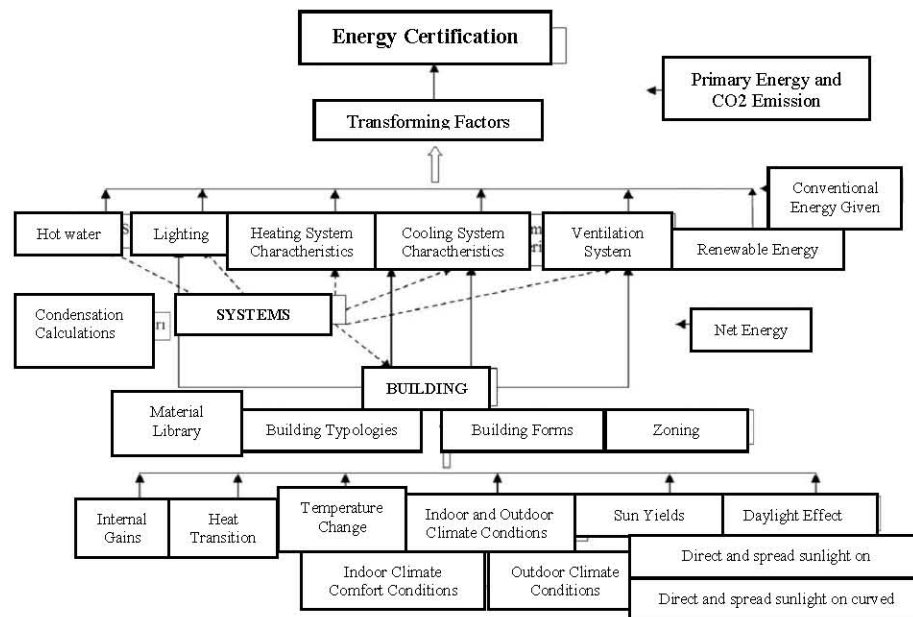 Energy Certification
Primary Energy and
CO2 Emission
Transforming Factors
Conventional
Energy Given
Hot water
Lighting
Heating System
Characteristics
Cooling System
Characteristics
Ventilation
System
Renewable Energy
Condensation
Calculations
SYSTEMS
Net Energy
BUILDING
Material
Library
Building Typologies
Building Forms
Zoning
Internal
Gains
Heat
Transition
Temperature
Change
Indoor and Outdoor
Climate Condtions
Sun Yields
Daylight Effect
Indoor Climate
Comfort Conditions
Outdoor Climate
Conditions
Direct and spread sunlight on
Direct and spread sunlight on curved